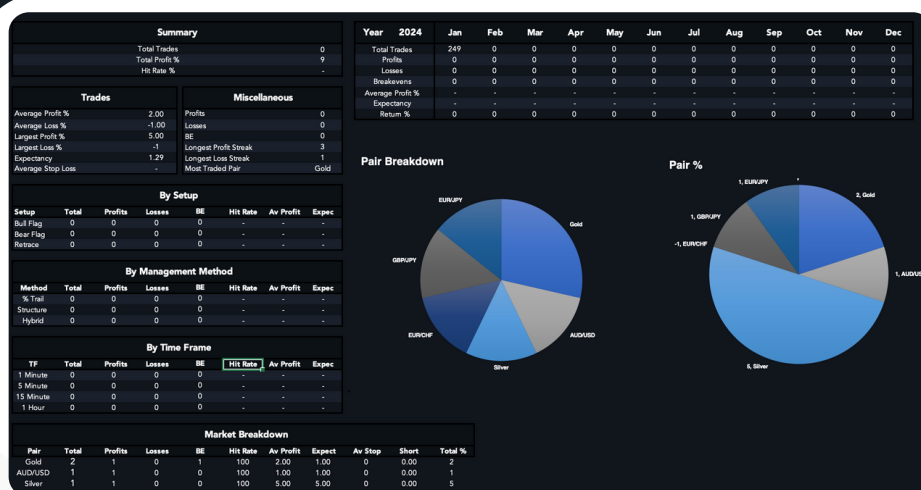 Summary
Total Trades 0
Total Profit % 9
Hit Rate % -
Trades
Average Profit % 2.00
Average Loss % -1.00
Largest Profit % 5.00
Largest Loss % -1
Expectancy 1.29
Average Stop Loss -
Miscellaneous
Profits 0
Losses 0
BE 0
Longest Profit Streak 3
Longest Loss Streak 1
Most Traded Pair Gold
By Setup
Setup Total Profits Losses BE Hit Rate Av Profit Expec
Bull Flag 0 0 0 0 - - -
Bear Flag 0 0 0 0 - - -
Retrace 0 0 0 0 - - -
By Management Method
Method Total Profits Losses BE Hit Rate Av Profit Expec
% Trail 0 0 0 0 - - -
Structure 0 0 0 0 - - -
Hybrid 0 0 0 0 - - -
By Time Frame
TF Total Profits Losses BE Hit Rate Av Profit Expec
1 Minute 0 0 0 0 - - -
5 Minute 0 0 0 0 - - -
15 Minute 0 0 0 0 - - -
1 Hour 0 0 0 0 - - -
Market Breakdown
Pair Total Profits Losses BE Hit Rate Av Profit Expect Av Stop Short Total %
Gold 2 1 0 1 100 2.00 1.00 0 0.00 2
AUD/USD 1 1 0 0 100 1.00 1.00 0 0.00 1
Silver 1 1 0 0 100 5.00 5.00 0 0.00 5
Year 2024 Jan Feb Mar Apr May Jun Jul Aug Sep Oct Nov Dec
Total Trades 249 0 0 0 0 0 0 0 0 0 0 0
Profits 0 0 0 0 0 0 0 0 0 0 0 0
Losses 0 0 0 0 0 0 0 0 0 0 0 0
Breakevens 0 0 0 0 0 0 0 0 0 0 0 0
Average Profit % - - - - - - - - - - - -
Expectancy - - - - - - - - - - - -
Return % 0 0 0 0 0 0 0 0 0 0 0 0
Pair Breakdown
EUR/JPY
Gold
GBP/JPY
EUR/CHF
AUD/USD
Silver
Pair %
1, EUR/JPY
2, Gold
1, GBP/JPY
-1, EUR/CHF
1, AUD/US
5, Silver